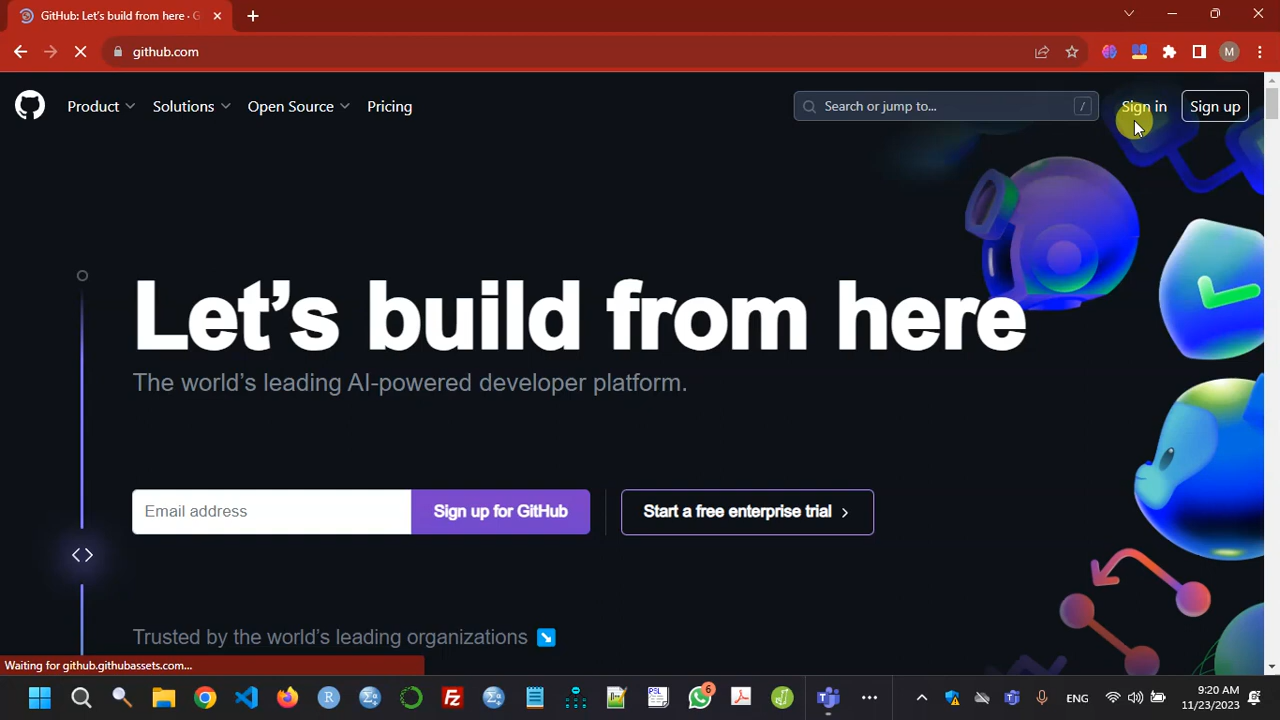 GitHub: Let's build from here · G
github.com
M
Product
Solutions
Open Source
Pricing
Search or jump to...
/
Sign in
Sign up
Let's build from here
The world's leading AI-powered developer platform.
Email address
Sign up for GitHub
Start a free enterprise trial
Trusted by the world's leading organizations
Waiting for github.githubassets.com...
6
ENG
9:20 AM
11/23/2023